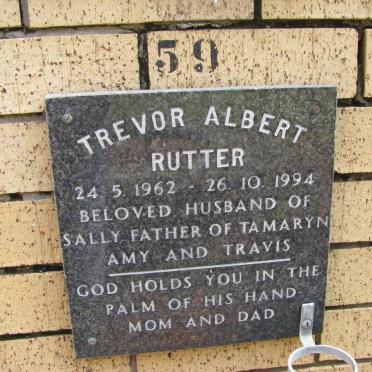 59
TREVOR ALBERT
RUTTER
24. 5. 1962 - 26. 10. 1994
BELOVED HUSBAND OF
SALLY FATHER OF TAMARYN
AMY AND TRAVIS
GOD HOLDS YOU IN THE
PALM OF HIS HAND
MOM AND DAD